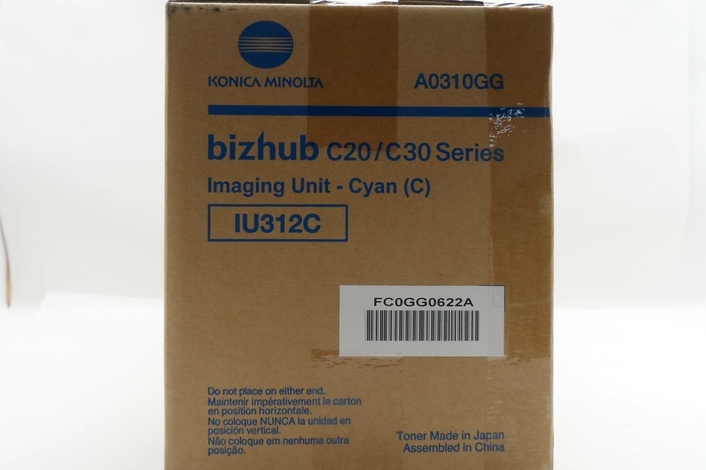 KONICA MINOLTA
A0310GG
bizhub C20/C30 Series
Imaging Unit - Cyan (C)
IU312C
FC0GG0622A
Do not place on either end.
Maintenir impérativement le carton
en position horizontale.
No coloque NUNCA la unidad en
posición vertical.
Não coloque em nenhuma outra
posição.
Toner Made in Japan
Assembled in China